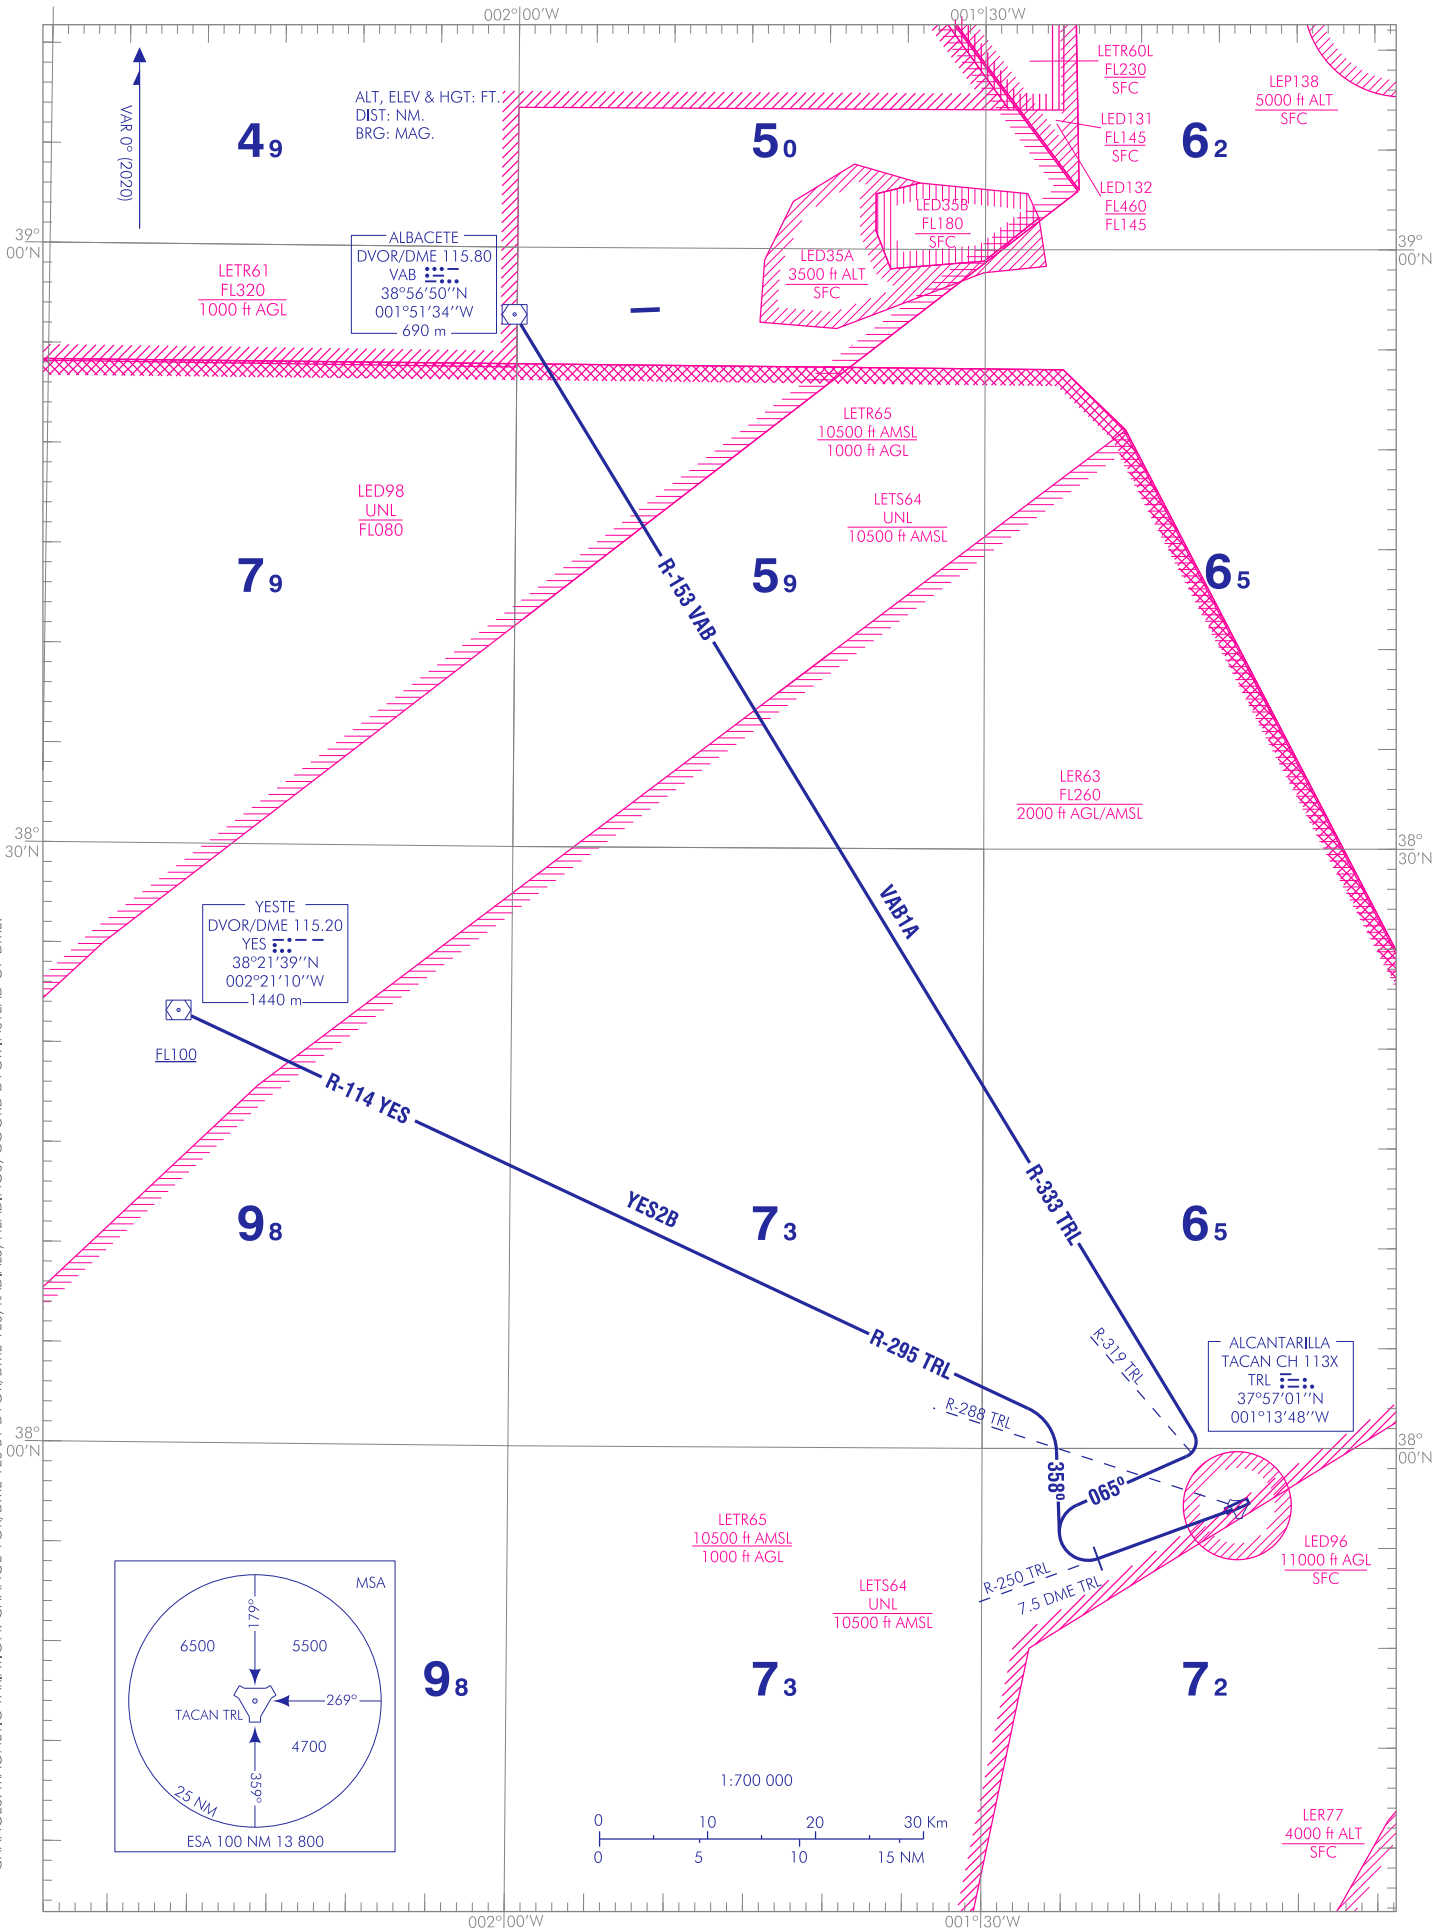 002°00'W
001°30'W
VAR 0° (2020)
ALT, ELEV & HGT: FT.
DIST: NM.
BRG: MAG.
49
50
62
LETR60L
FL230
SFC
LED131
FL145
SFC
LED132
FL460
FL145
LEP138
5000 ft ALT
SFC
39°
00'N
39°
00'N
LETR61
FL320
1000 ft AGL
ALBACETE
DVOR/DME 115.80
VAB
38°56'50''N
001°51'34''W
690 m
LED35B
FL180
SFC
LED35A
3500 ft ALT
SFC
LETR65
10500 ft AMSL
1000 ft AGL
LED98
UNL
FL080
LETS64
UNL
10500 ft AMSL
79
59
65
R-153 VAB
LER63
FL260
2000 ft AGL/AMSL
38°
30'N
38°
30'N
VAB1A
YESTE
DVOR/DME 115.20
YES
38°21'39''N
002°21'10''W
1440 m
FL100
R-114 YES
YES2B
R-333 TRL
98
73
65
R-295 TRL
R-319 TRL
R-288 TRL
ALCANTARILLA
TACAN CH 113X
TRL
37°57'01''N
001°13'48''W
38°
00'N
38°
00'N
358°
065°
R-250 TRL
7.5 DME TRL
LETR65
10500 ft AMSL
1000 ft AGL
LED96
11000 ft AGL
SFC
LETS64
UNL
10500 ft AMSL
MSA
179°
6500
5500
269°
TACAN TRL
4700
359°
25 NM
ESA 100 NM 13 800
98
73
72
1:700 000
0 10 20 30 Km
0 5 10 15 NM
LER77
4000 ft ALT
SFC
002°00'W
001°30'W